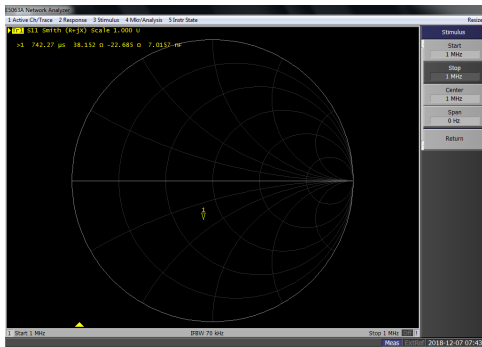 E5063A Network Analyzer
1 Active Ch/Trace 2 Response 3 Stimulus 4 Mkr/Analysis 5 Instr State
Resize
Tr1 S11 Smith (R+jX) Scale 1.000 U
>1 742.27 µs 38.152 Ω -22.685 Ω 7.0157 nF
1
Stimulus
Start
1 MHz
Stop
1 MHz
Center
1 MHz
Span
0 Hz
Return
1 Start 1 MHz
IFBW 70 kHz
Stop 1 MHz Off !
Meas ExtRef 2018-12-07 07:43